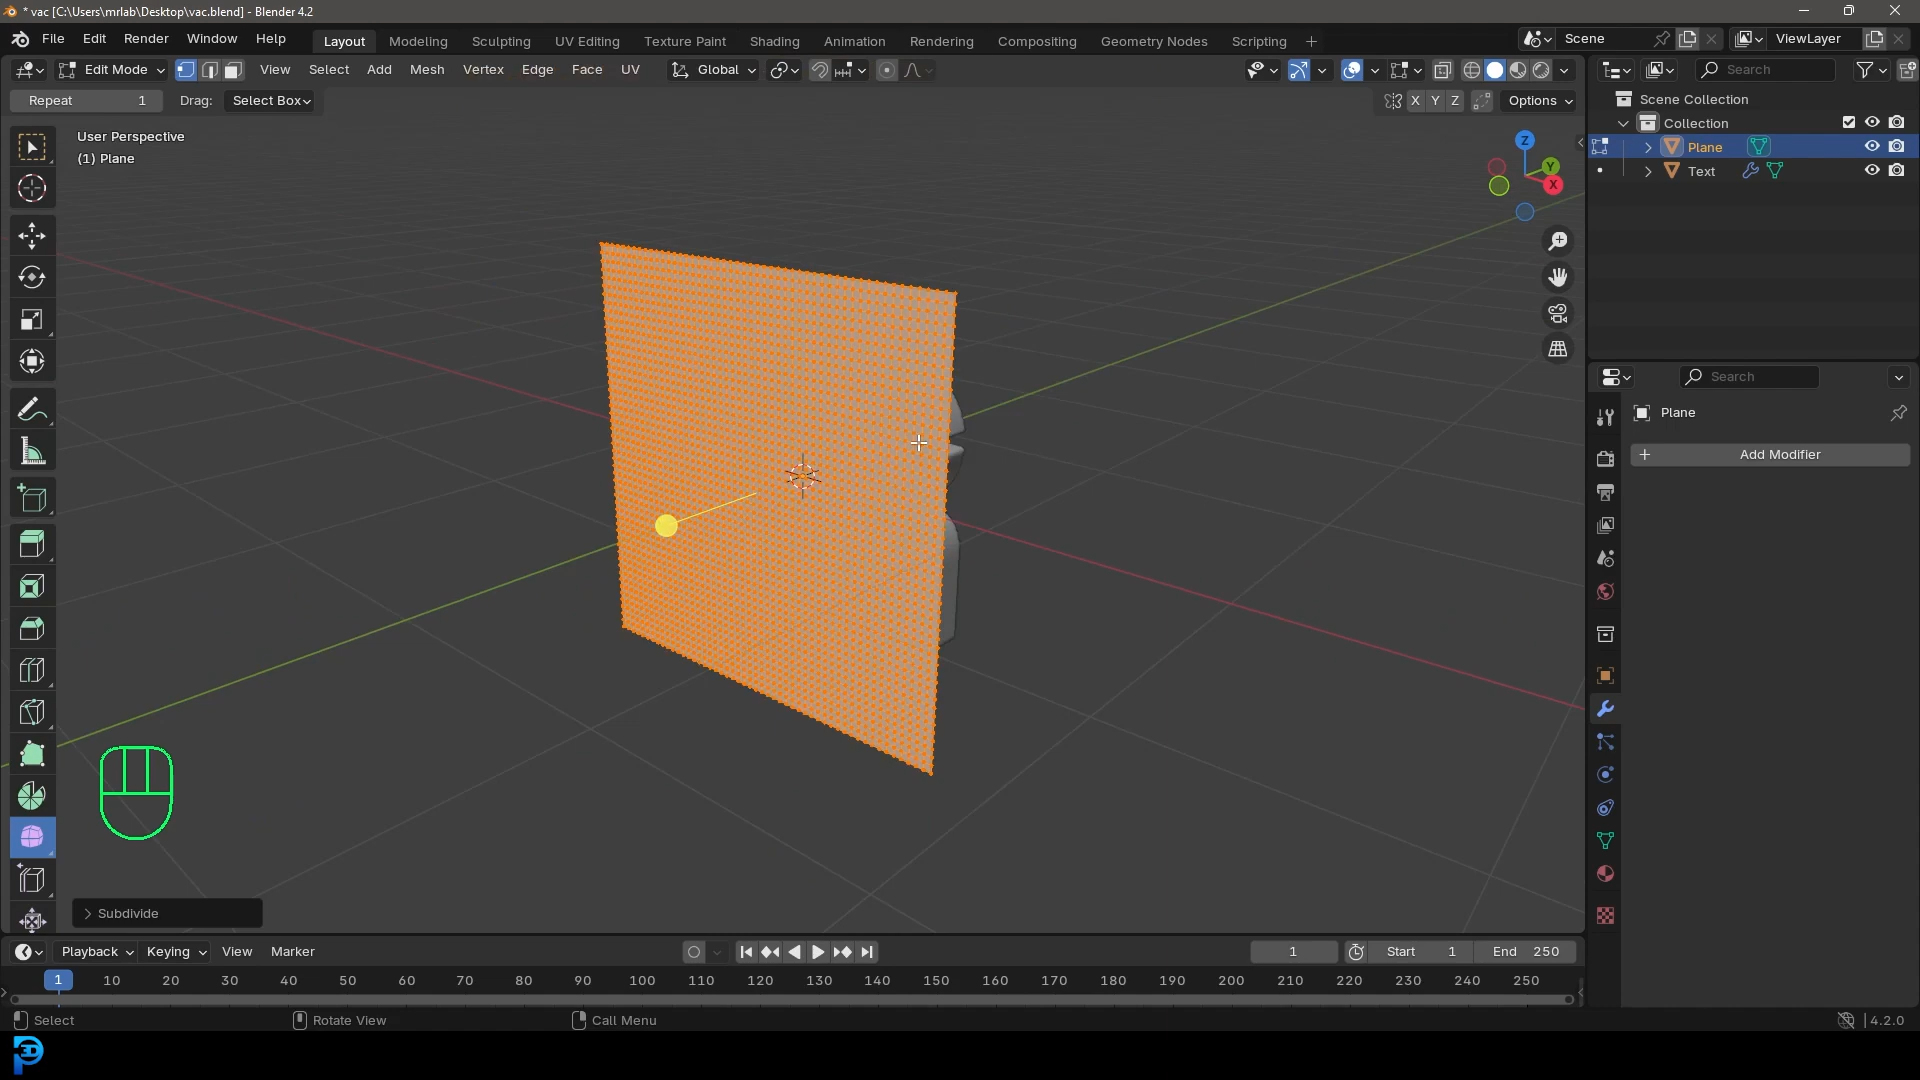 * vac [C:\Users\mrlab\Desktop\vac.blend] - Blender 4.2
File Edit Render Window Help Layout Modeling Sculpting UV Editing Texture Paint Shading Animation Rendering Compositing Geometry Nodes Scripting + Scene ViewLayer
Edit Mode View Select Add Mesh Vertex Edge Face UV Global Search
Repeat 1 Drag: Select Box X Y Z Options Scene Collection
Collection
User Perspective
(1) Plane
Z
Y
X
Plane
Text
Search
Plane
+ Add Modifier
> Subdivide
Playback Keying View Marker 1 Start 1 End 250
1 10 20 30 40 50 60 70 80 90 100 110 120 130 140 150 160 170 180 190 200 210 220 230 240 250
Select Rotate View Call Menu 4.2.0